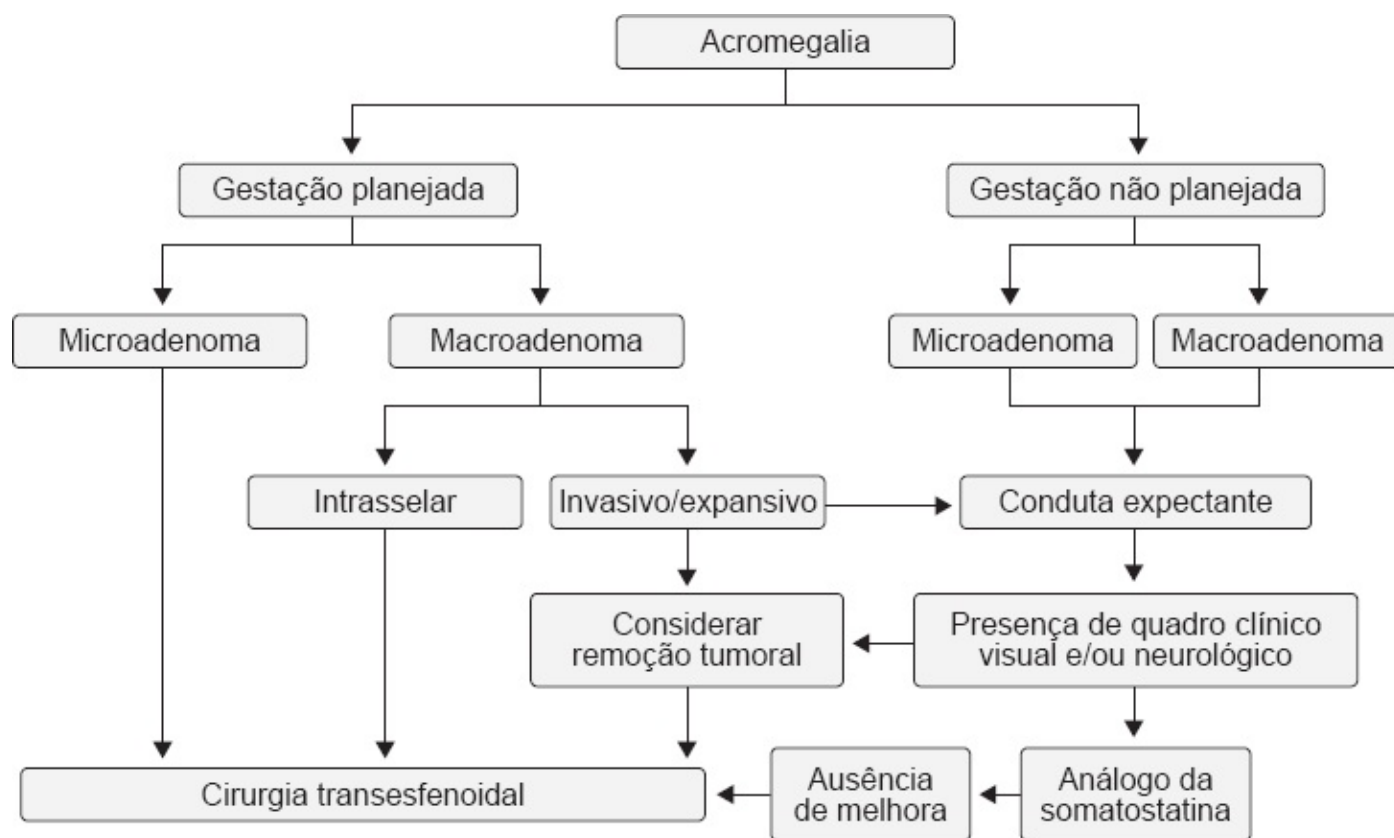 Acromegalia
Gestação planejada
Gestação não planejada
Microadenoma
Macroadenoma
Microadenoma
Macroadenoma
Intrasselar
Invasivo/expansivo
Conduta expectante
Considerar
remoção tumoral
Presença de quadro clínico
visual e/ou neurológico
Cirurgia transesfenoidal
Ausência
de melhora
Análogo da
somatostatina